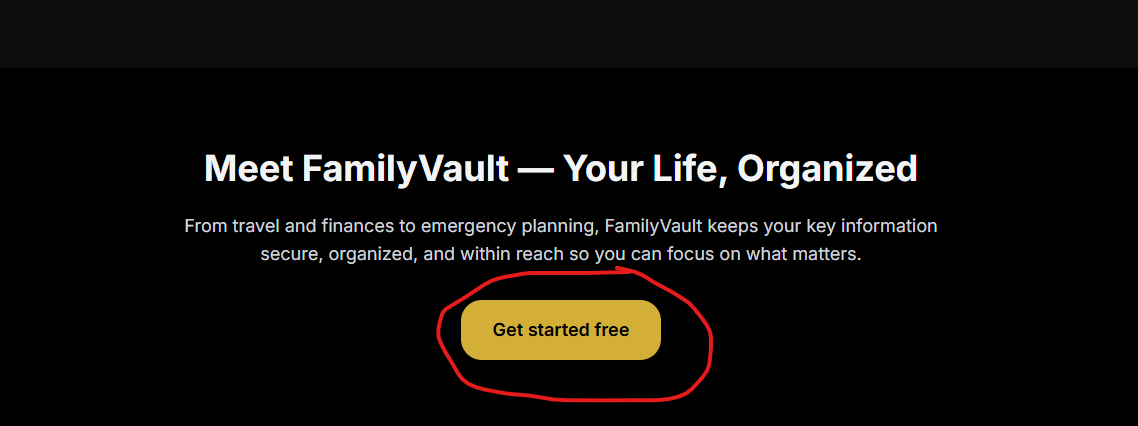 Meet FamilyVault — Your Life, Organized
From travel and finances to emergency planning, FamilyVault keeps your key information
secure, organized, and within reach so you can focus on what matters.
Get started free